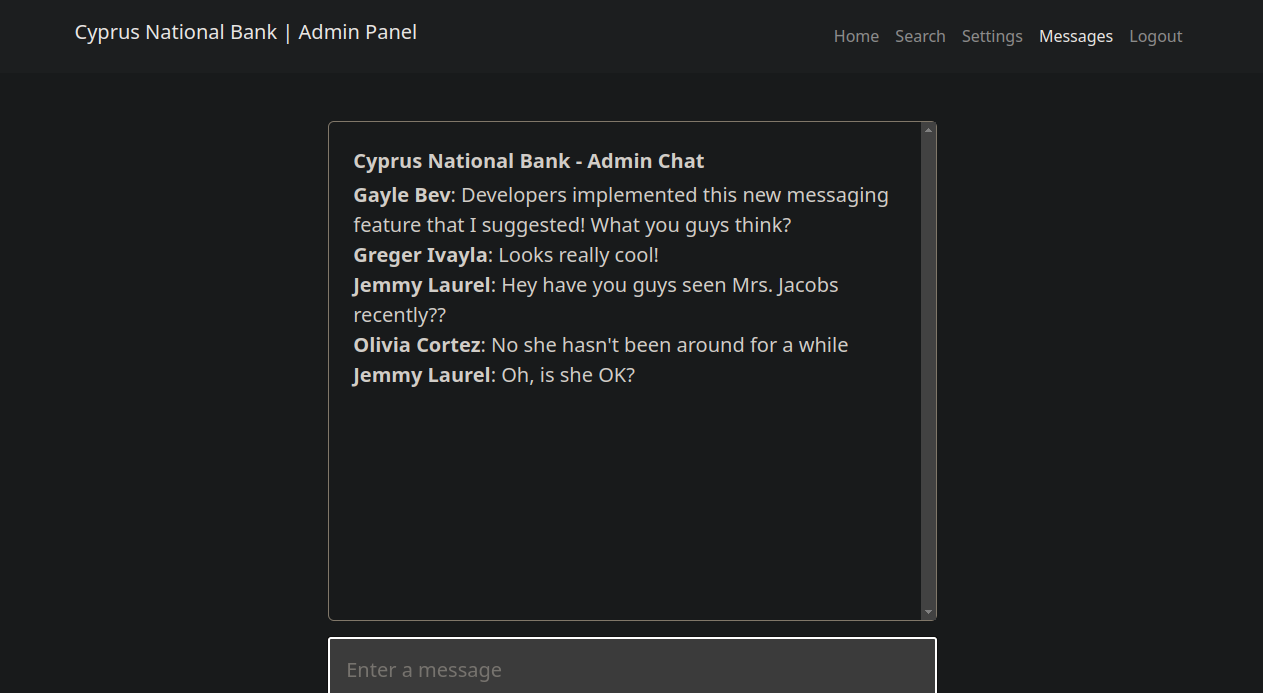 Cyprus National Bank | Admin Panel
Home Search Settings Messages Logout
Cyprus National Bank - Admin Chat
Gayle Bev: Developers implemented this new messaging
feature that I suggested! What you guys think?
Greger Ivayla: Looks really cool!
Jemmy Laurel: Hey have you guys seen Mrs. Jacobs
recently??
Olivia Cortez: No she hasn't been around for a while
Jemmy Laurel: Oh, is she OK?
Enter a message